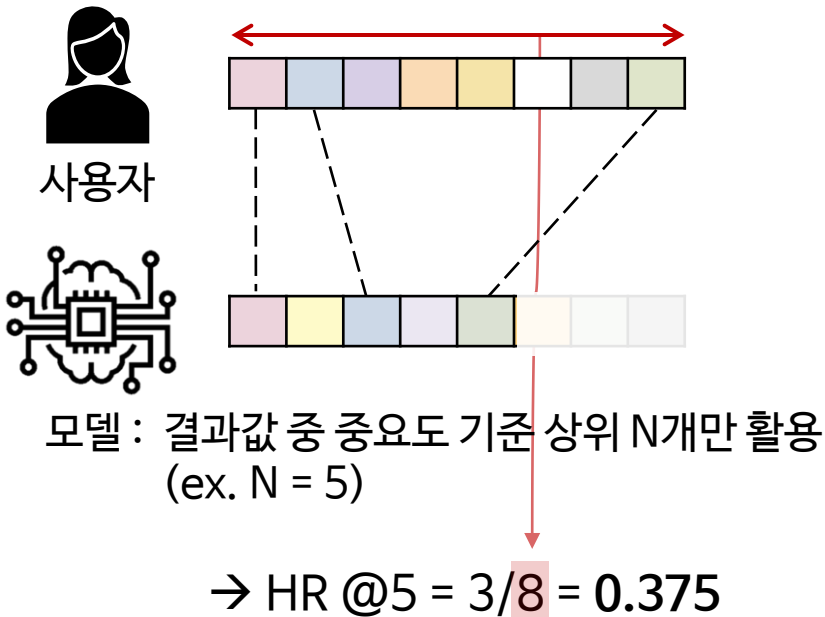 사용자
모델 : 결과값 중 중요도 기준 상위 N개만 활용
(ex. N = 5)
→ HR @5 = 3/8 = 0.375